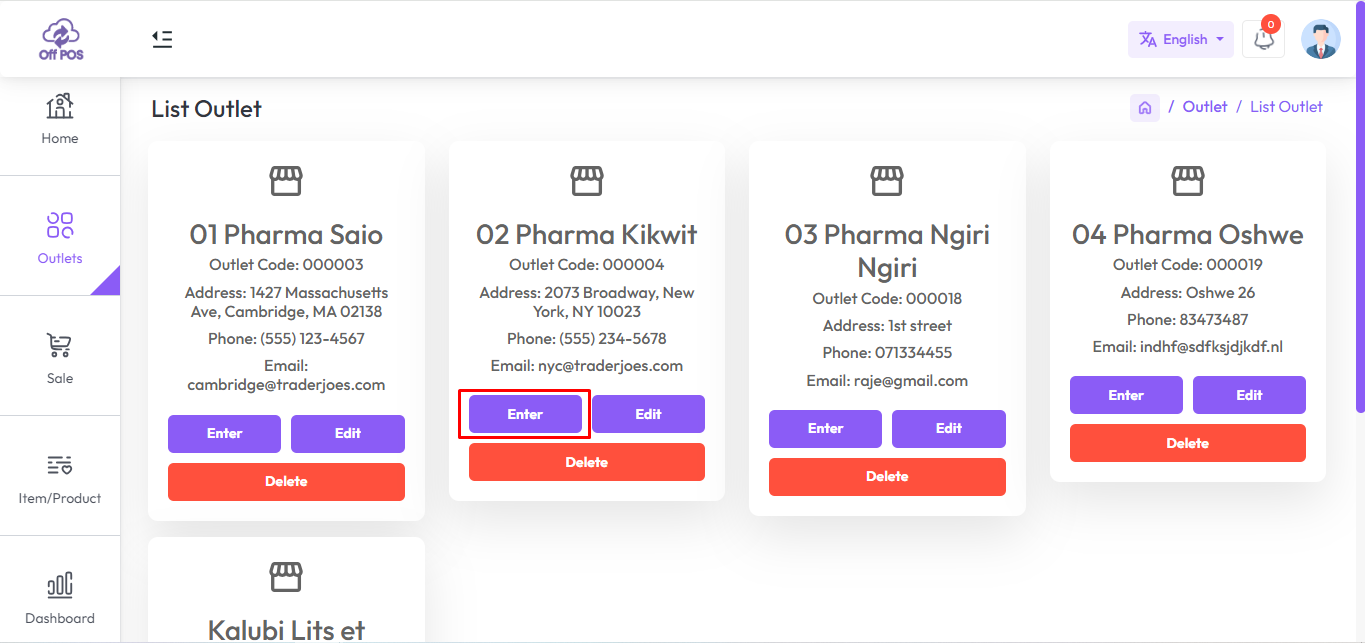 Off POS
English
0
Home
Outlets
Sale
Item/Product
Dashboard
List Outlet
/ Outlet / List Outlet
01 Pharma Saio
Outlet Code: 000003
Address: 1427 Massachusetts
Ave, Cambridge, MA 02138
Phone: (555) 123-4567
Email:
cambridge@traderjoes.com
Enter
Edit
Delete
02 Pharma Kikwit
Outlet Code: 000004
Address: 2073 Broadway, New
York, NY 10023
Phone: (555) 234-5678
Email: nyc@traderjoes.com
Enter
Edit
Delete
03 Pharma Ngiri
Ngiri
Outlet Code: 000018
Address: 1st street
Phone: 071334455
Email: raje@gmail.com
Enter
Edit
Delete
04 Pharma Oshwe
Outlet Code: 000019
Address: Oshwe 26
Phone: 83473487
Email: indhf@sdfksjdjkdf.nl
Enter
Edit
Delete
Kalubi Lits et